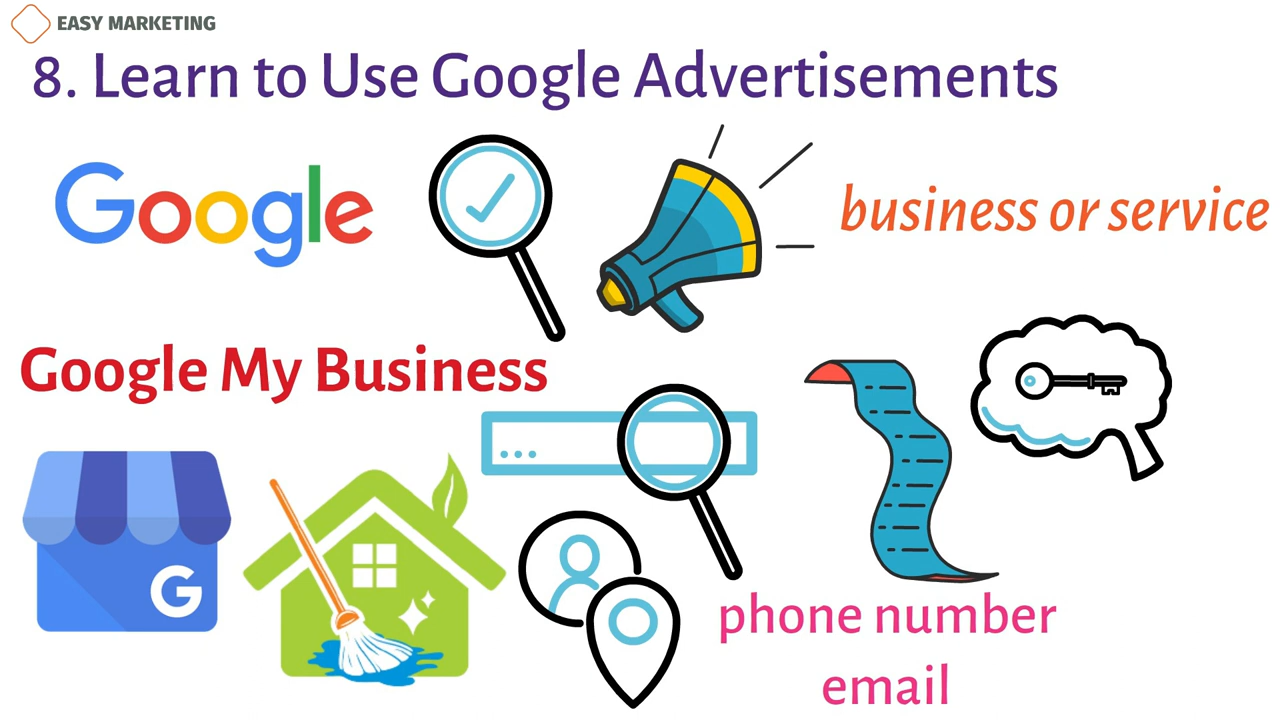 EASY MARKETING
8. Learn to Use Google Advertisements
Google
business or service
Google My Business
G
phone number
email